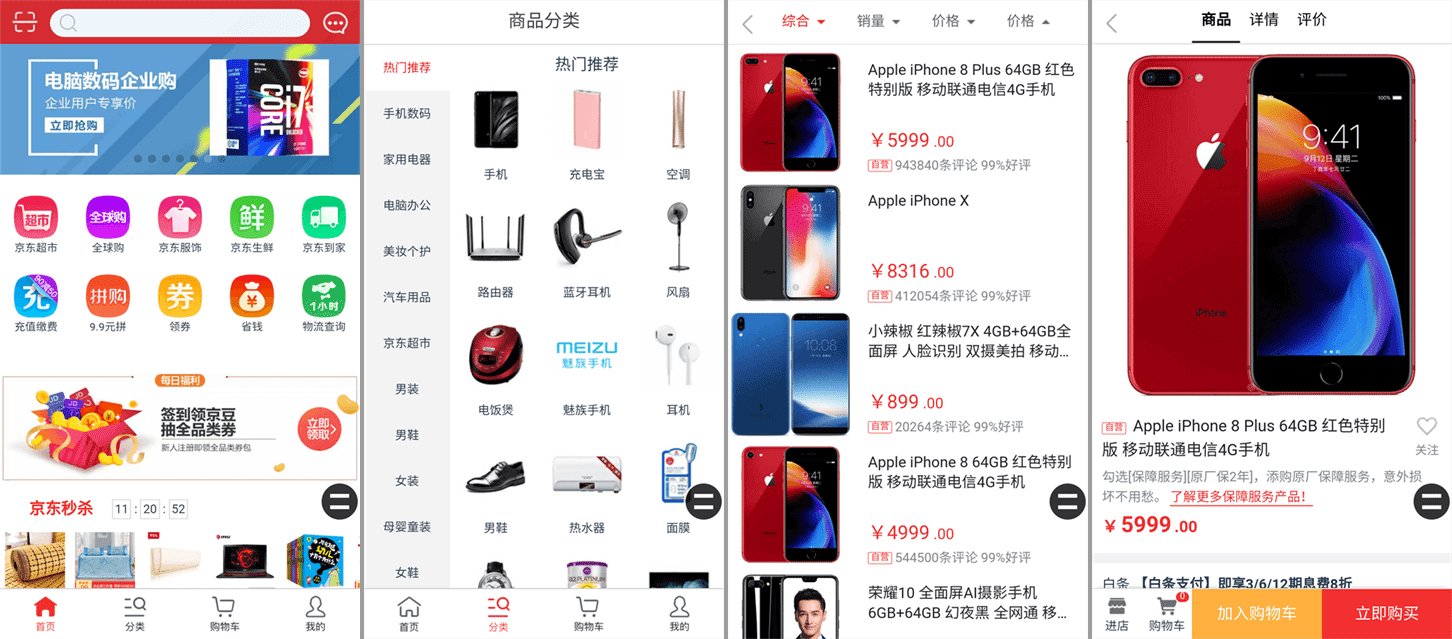 电脑数码企业购
企业用户专享价
立即抢购
CORE i7
超市
全球购
鲜
京东超市
全球购
京东服饰
京东生鲜
京东到家
充
90减50
拼购
券
¥
1小时
充值缴费
9.9元拼
领券
省钱
物流查询
每日福利
签到领京豆
抽全品类券
新人注册即领全品类券包
立即
领取>
京东秒杀
11 : 20 : 52
首页
分类
购物车
我的
商品分类
热门推荐
手机数码
家用电器
电脑办公
美妆个护
汽车用品
京东超市
男装
男鞋
女装
母婴童装
女鞋
热门推荐
手机
充电宝
空调
路由器
蓝牙耳机
风扇
MEIZU
魅族手机
电饭煲
魅族手机
耳机
男鞋
热水器
面膜
PLATINUM
首页
分类
购物车
我的
综合
销量
价格
价格
Apple iPhone 8 Plus 64GB 红色
特别版 移动联通电信4G手机
￥5999 .00
自营 943840条评论 99%好评
Apple iPhone X
￥8316 .00
自营 412054条评论 99%好评
小辣椒 红辣椒7X 4GB+64GB全
面屏 人脸识别 双摄美拍 移动...
￥899 .00
自营 20264条评论 99%好评
Apple iPhone 8 64GB 红色特别
版 移动联通电信4G手机
￥4999 .00
自营 544500条评论 99%好评
荣耀10 全面屏AI摄影手机
6GB+64GB 幻夜黑 全网通 移...
商品
详情
评价
100%
9:41
9月12日 星期二
iPhone
自营 Apple iPhone 8 Plus 64GB 红色特别
版 移动联通电信4G手机
关注
勾选[保障服务][原厂保2年]，添购原厂保障服务，意外损
坏不用愁。 了解更多保障服务产品！
￥5999 .00
白条 【白条支付】即享3/6/12期息费8折
进店
0
购物车
加入购物车
立即购买